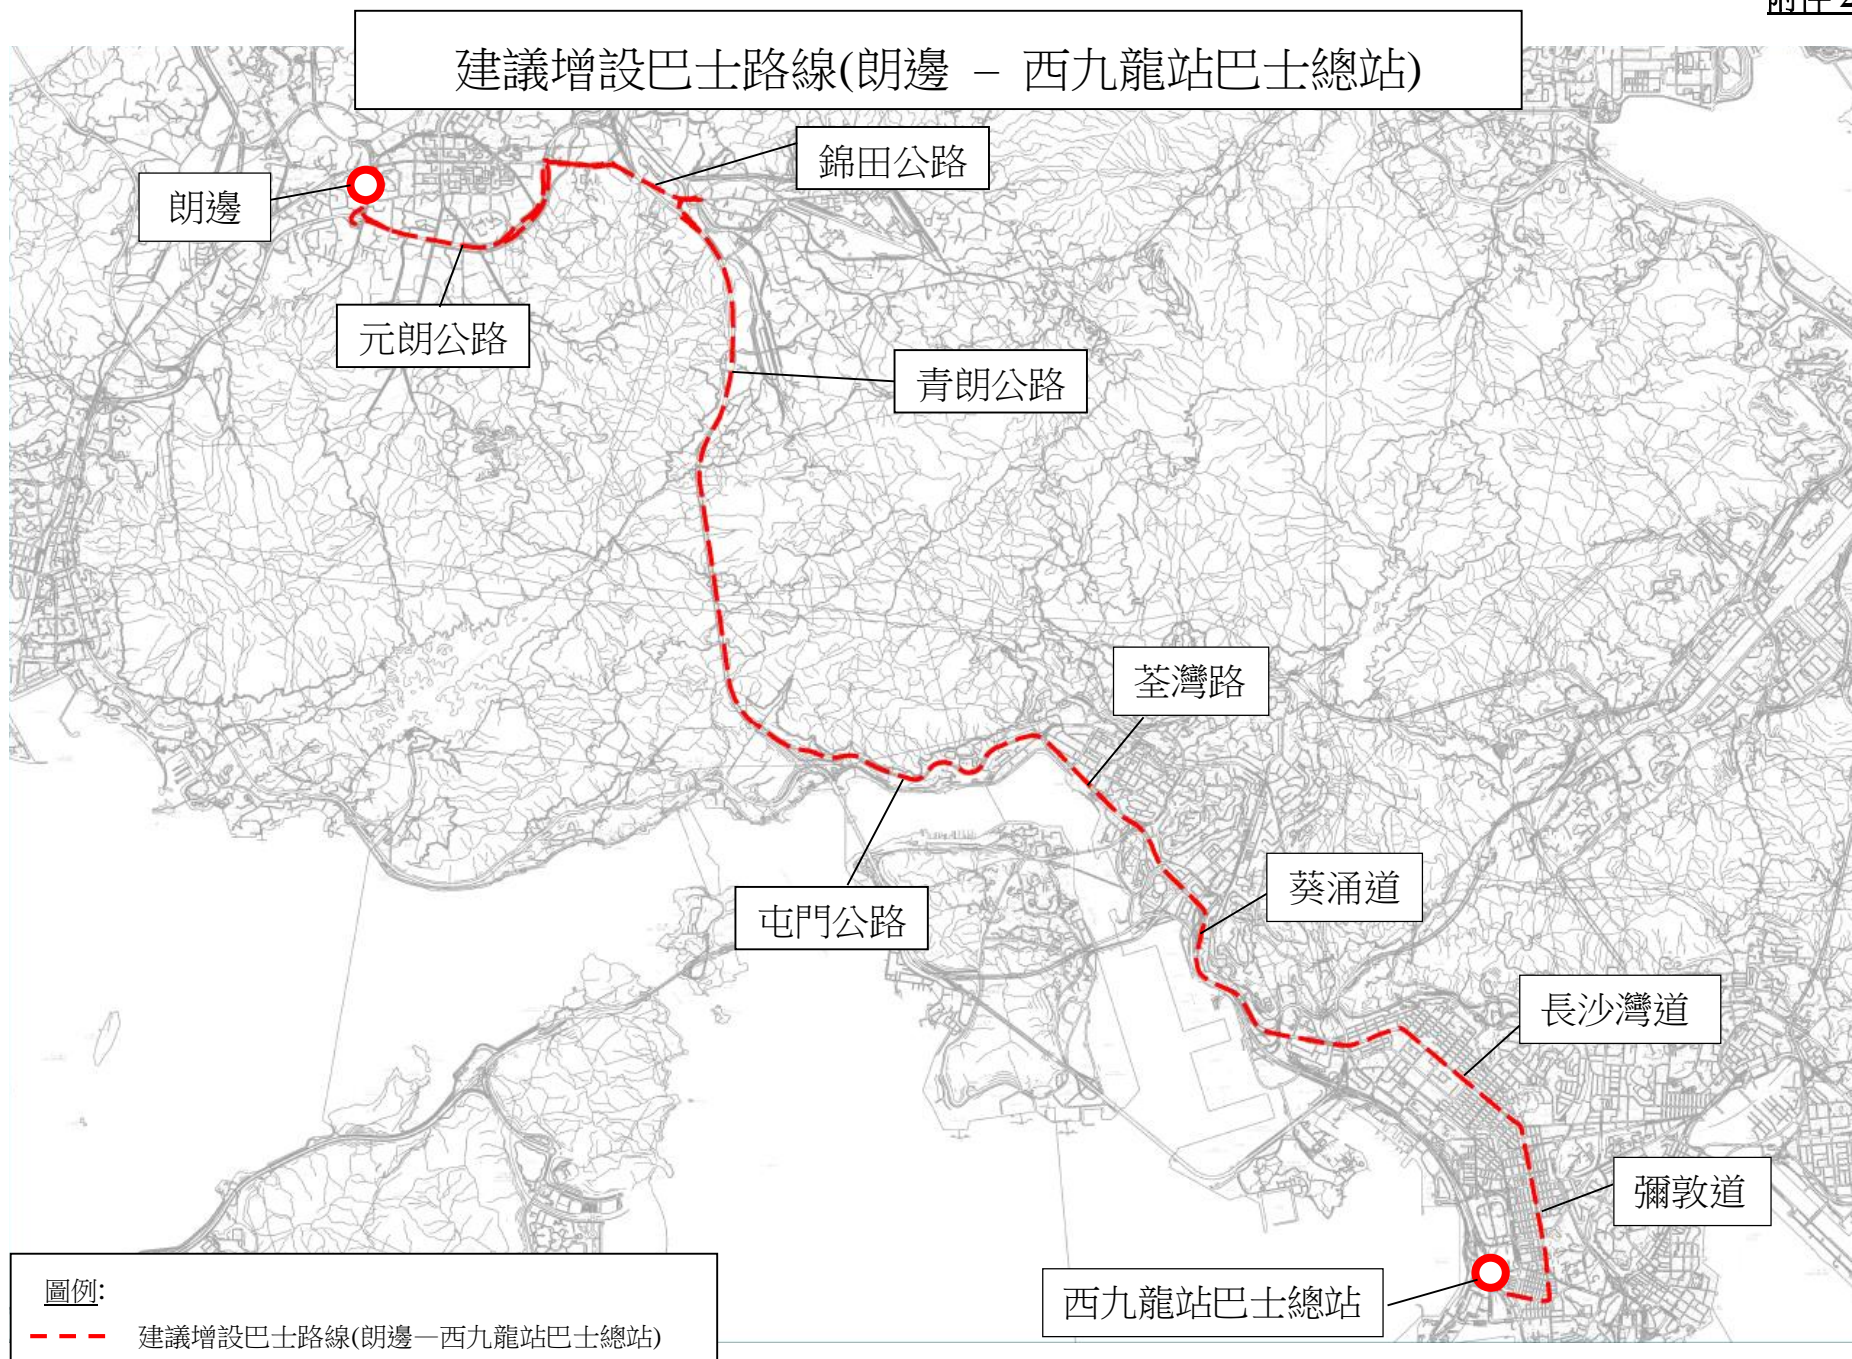 附件 2
建議增設巴士路線(朗邊 – 西九龍站巴士總站)
錦田公路
朗邊
元朗公路
青朗公路
荃灣路
葵涌道
屯門公路
長沙灣道
彌敦道
西九龍站巴士總站
圖例:
建議增設巴士路線(朗邊—西九龍站巴士總站)